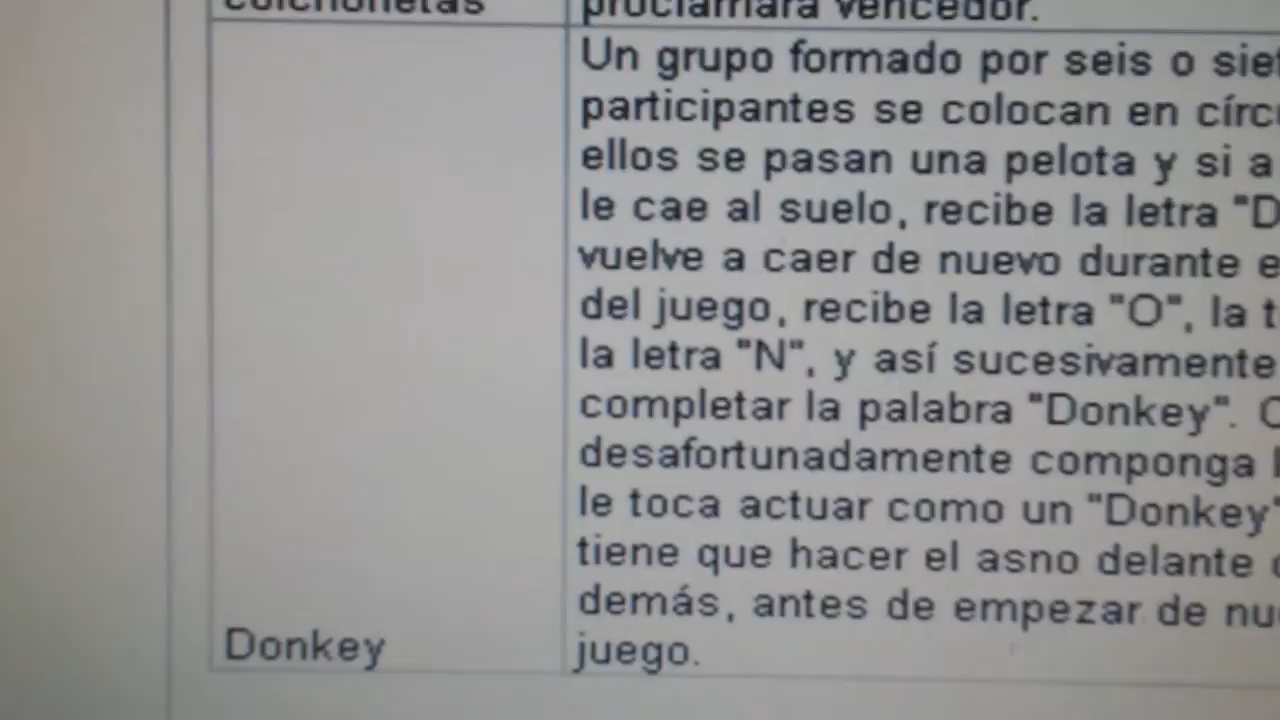 colchonetas
proclamará vencedor.
Un grupo formado por seis o
participantes se colocan en
ellos se pasan una pelota y si a
le cae al suelo, recibe la letra "D
vuelve a caer de nuevo durante
del juego, recibe la letra "O", la
la letra "N", y así sucesivamente
completar la palabra "Donkey".
desafortunadamente componga
le toca actuar como un "Donkey"
tiene que hacer el asno delante
demás, antes de empezar de
juego.
Donkey